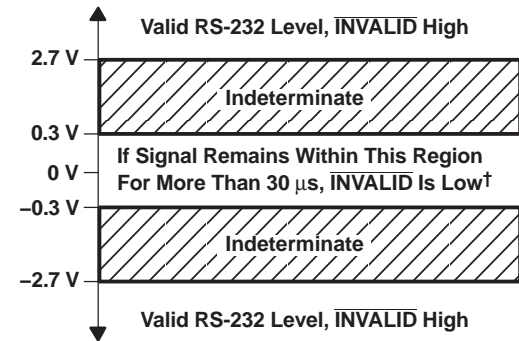 Valid RS-232 Level, INVALID High
2.7 V
Indeterminate
0.3 V
If Signal Remains Within This Region
0 V
For More Than 30 μs, INVALID Is Low†
–0.3 V
Indeterminate
–2.7 V
Valid RS-232 Level, INVALID High